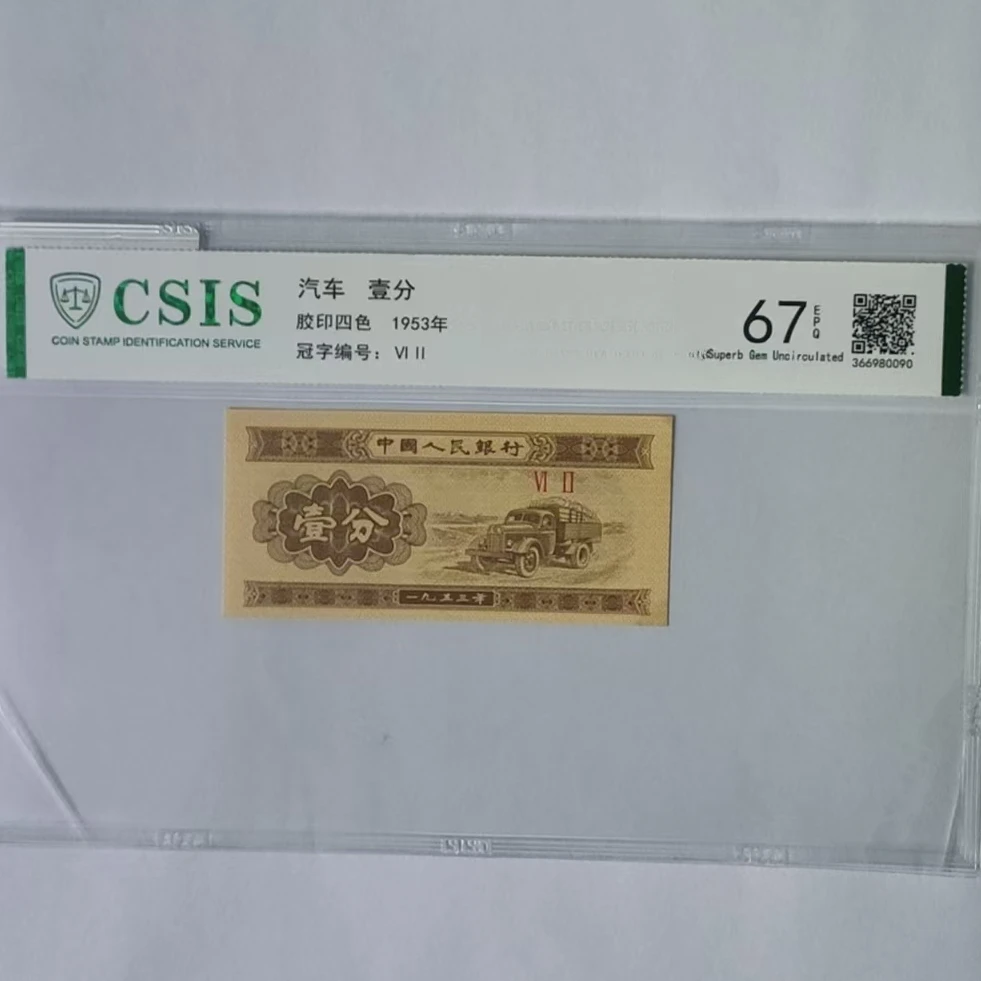 CSIS
COIN STAMP IDENTIFICATION SERVICE
汽车 壹分
胶印四色 1953年
冠字编号: VI II
67 EPQ
Superb Gem Uncirculated
366980090
中國人民銀行
VI II
壹分
一九五三年